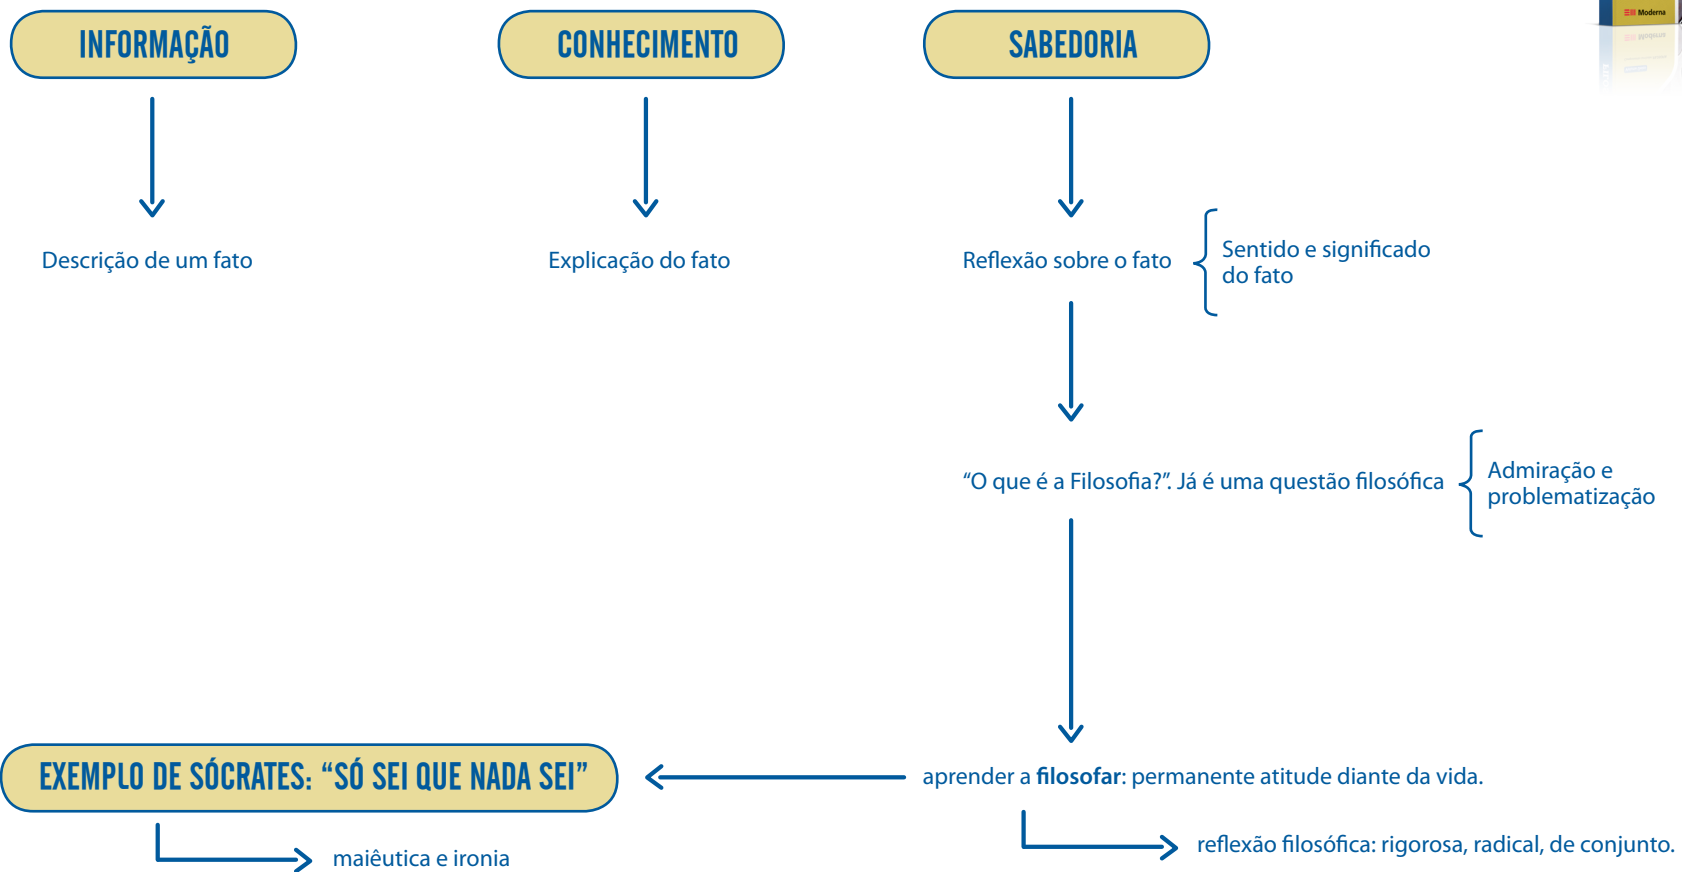 INFORMAÇÃO
CONHECIMENTO
SABEDORIA
Moderna
Descrição de um fato
Explicação do fato
Reflexão sobre o fato
Sentido e significado
do fato
“O que é a Filosofia?”. Já é uma questão filosófica
Admiração e
problematização
EXEMPLO DE SÓCRATES: “SÓ SEI QUE NADA SEI”
aprender a filosofar: permanente atitude diante da vida.
maiêutica e ironia
reflexão filosófica: rigorosa, radical, de conjunto.